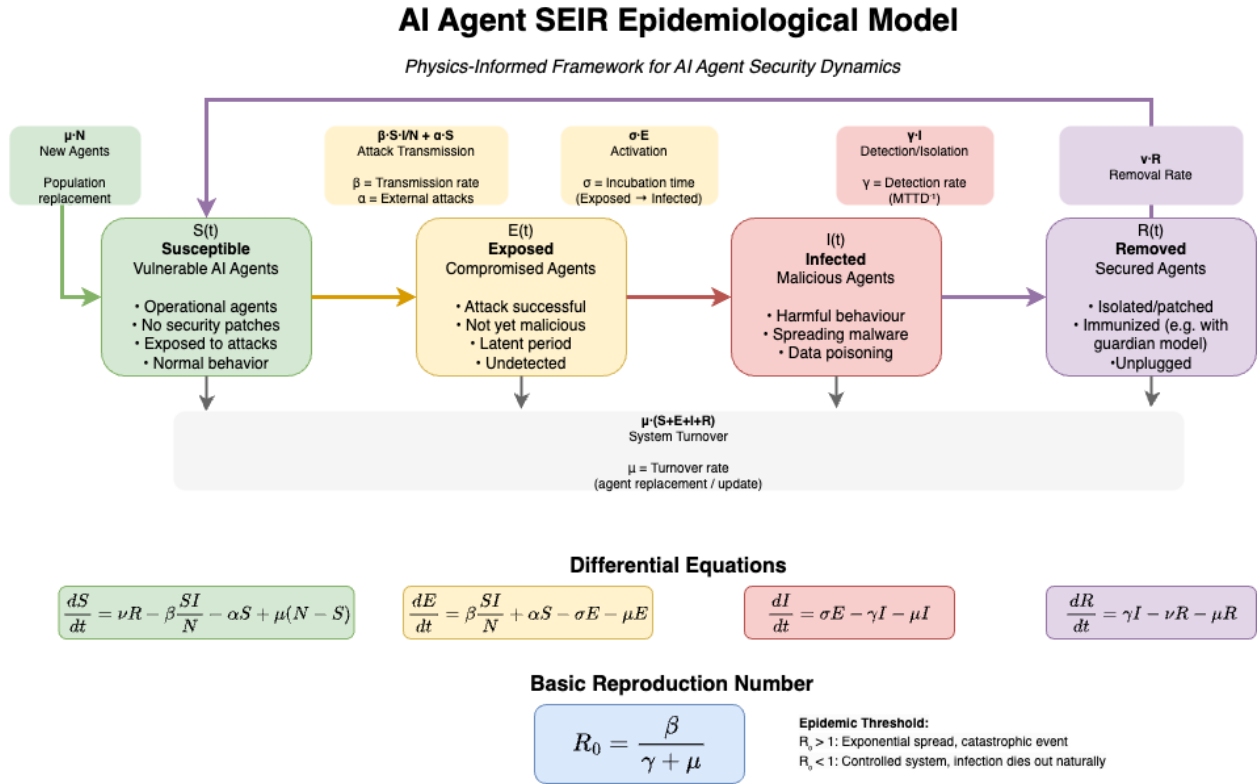 AI Agent SEIR Epidemiological Model
Physics-Informed Framework for AI Agent Security Dynamics
μ·N
New Agents
Population
replacement
β·S·I/N + α·S
Attack Transmission
β = Transmission rate
α = External attacks
σ·E
Activation
σ = Incubation time
(Exposed → Infected)
γ·I
Detection/Isolation
γ = Detection rate
(MTTD⁻¹)
ν·R
Removal Rate
S(t)
Susceptible
Vulnerable AI Agents
• Operational agents
• No security patches
• Exposed to attacks
• Normal behavior
E(t)
Exposed
Compromised Agents
• Attack successful
• Not yet malicious
• Latent period
• Undetected
I(t)
Infected
Malicious Agents
• Harmful behaviour
• Spreading malware
• Data poisoning
R(t)
Removed
Secured Agents
• Isolated/patched
• Immunized (e.g. with
guardian model)
•Unplugged
μ·(S+E+I+R)
System Turnover
μ = Turnover rate
(agent replacement / update)
Differential Equations
dS/dt = νR − β SI/N − αS + μ(N − S)
dE/dt = β SI/N + αS − σE − μE
dI/dt = σE − γI − μI
dR/dt = γI − νR − μR
Basic Reproduction Number
R₀ = β/(γ + μ)
Epidemic Threshold:
R₀ > 1: Exponential spread, catastrophic event
R₀ < 1: Controlled system, infection dies out naturally